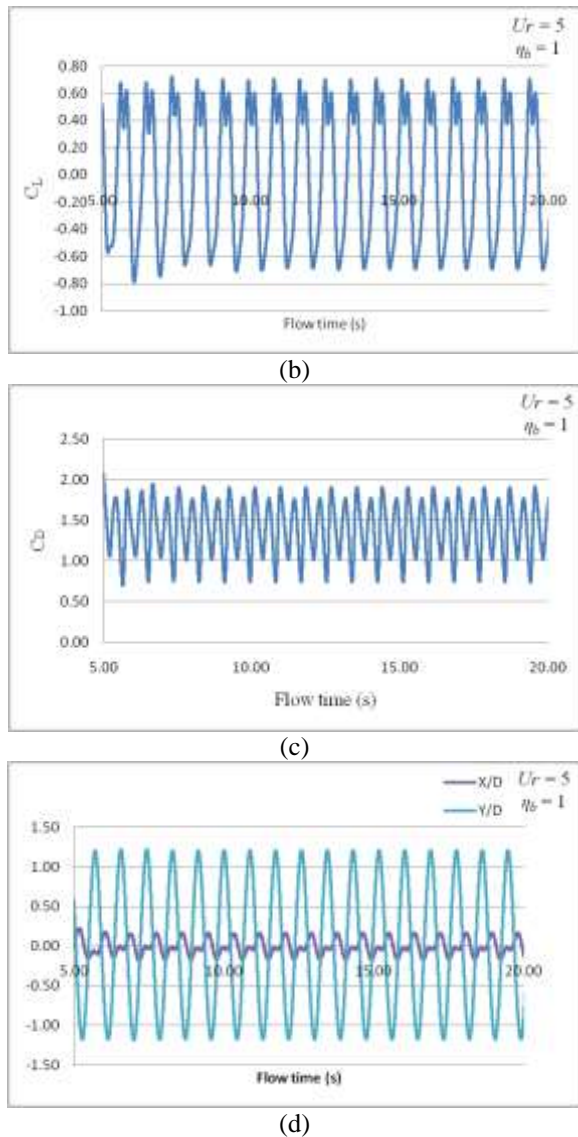 Ur = 5
ηb = 1
0.80
0.60
0.40
0.20
0.00
-0.20
-0.40
-0.60
-0.80
-1.00
CL
5.00 10.00 15.00 20.00
Flow time (s)
(b)
Ur = 5
ηb = 1
2.50
2.00
1.50
1.00
0.50
0.00
CD
5.00 10.00 15.00 20.00
Flow time (s)
(c)
X/D Ur = 5
Y/D ηb = 1
1.50
1.00
0.50
0.00
-0.50
-1.00
-1.50
5.00 10.00 15.00 20.00
Flow time (s)
(d)